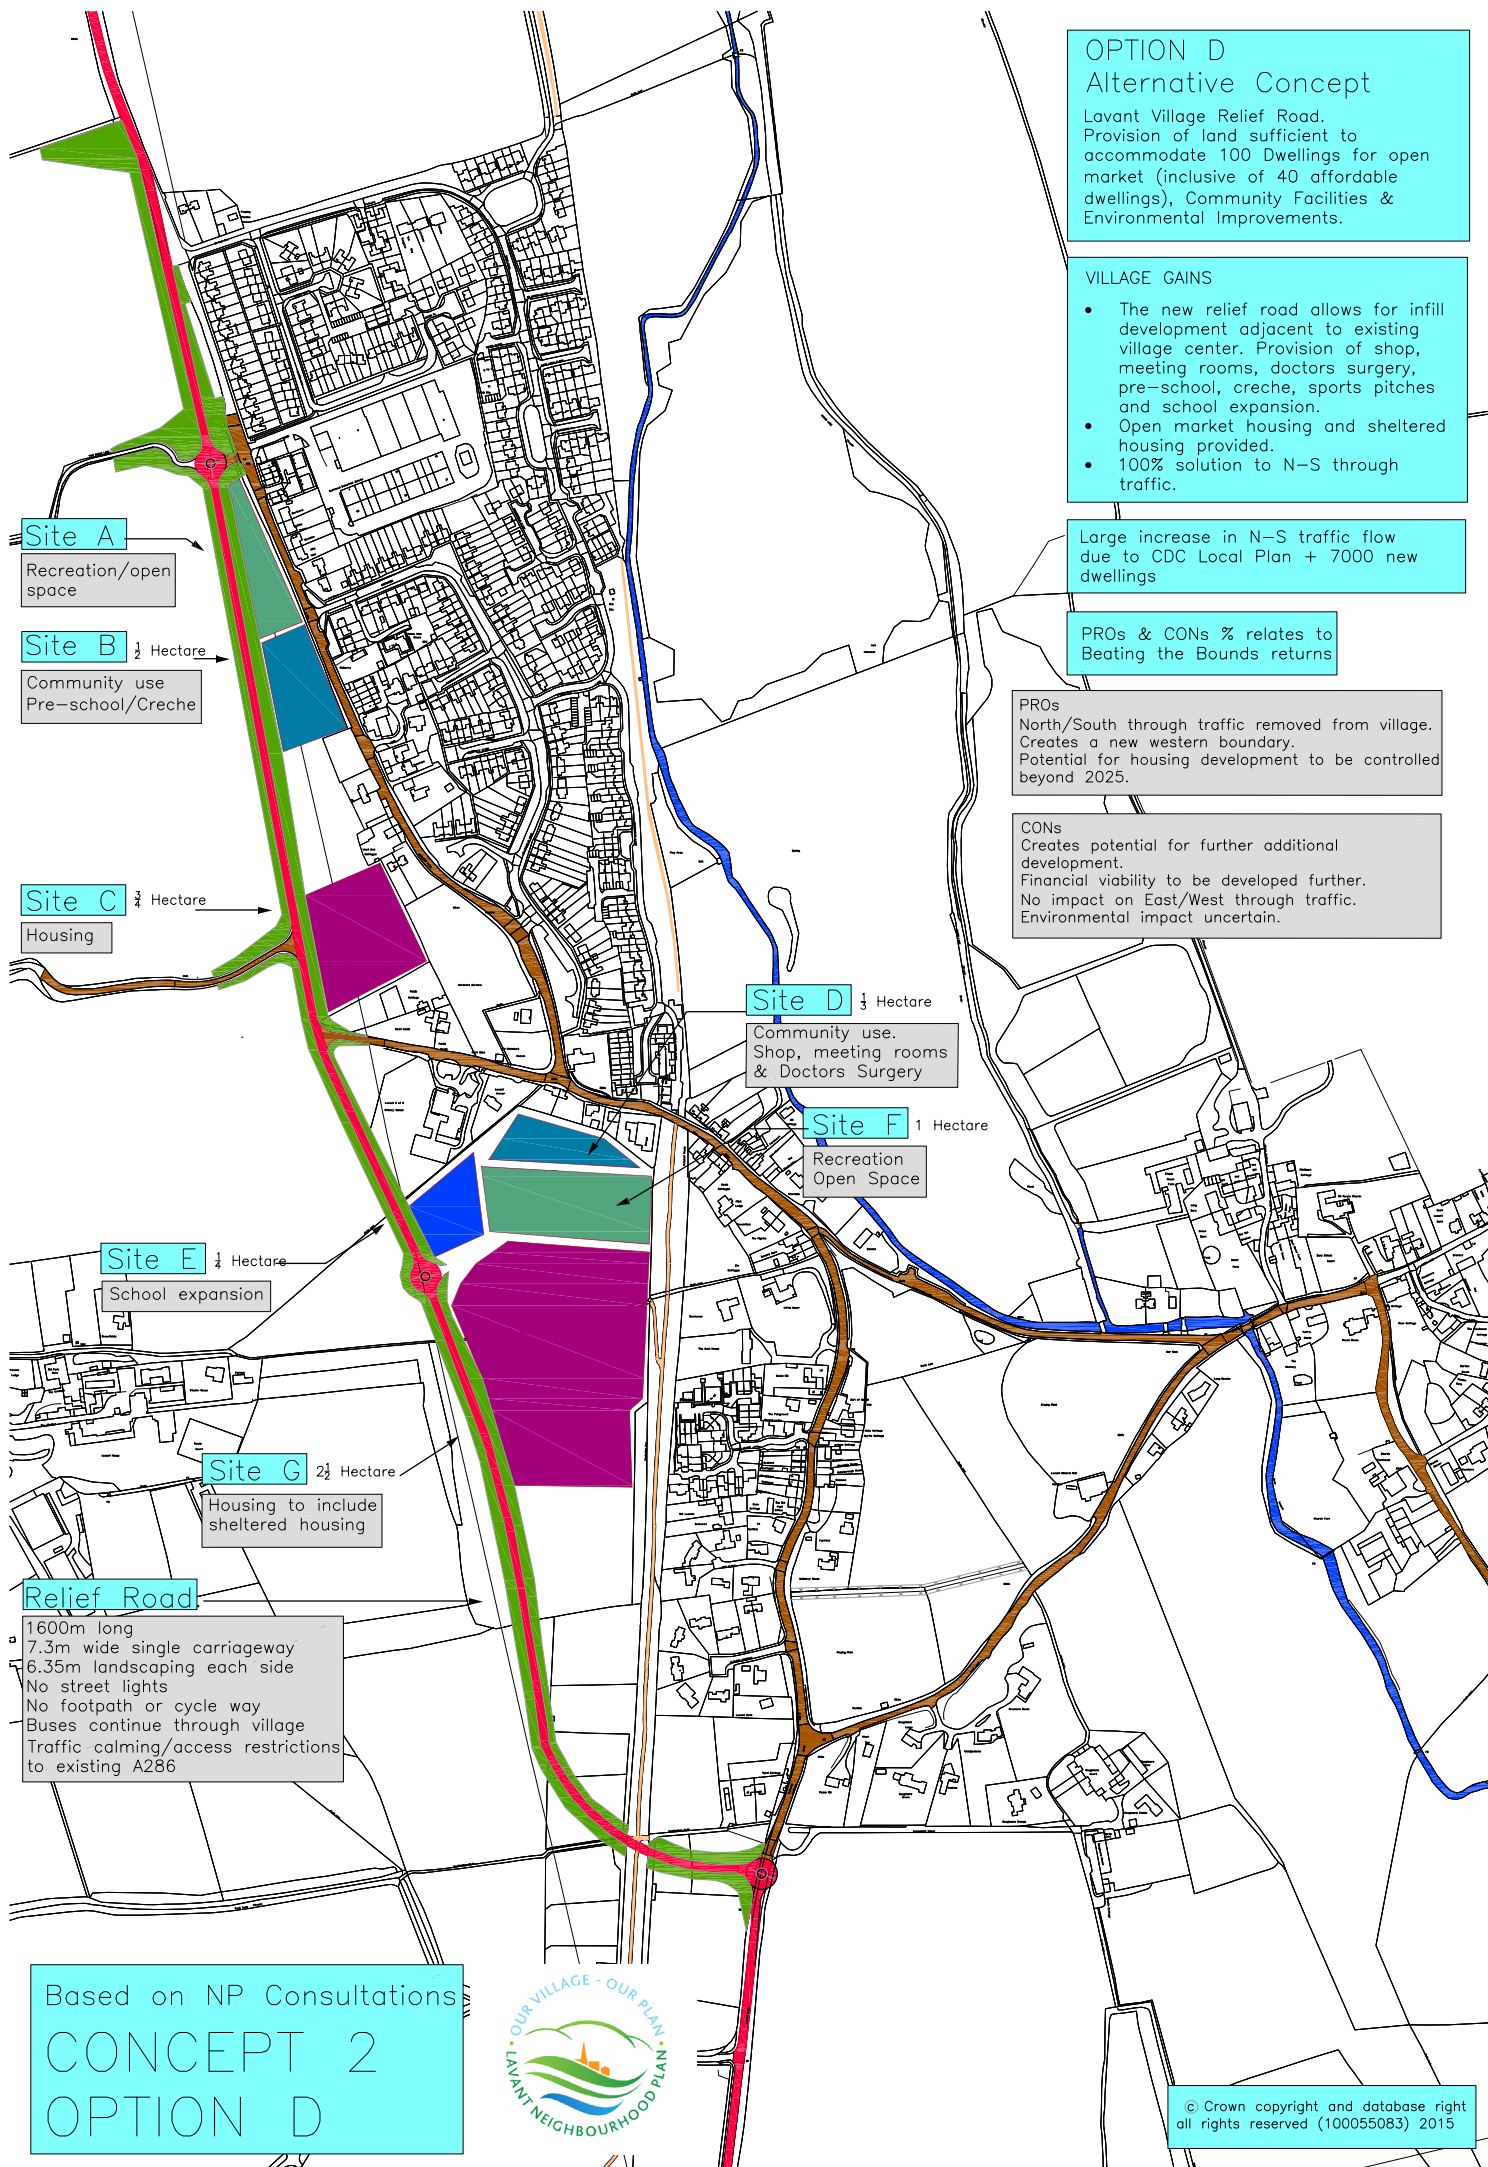 OPTION D
Alternative Concept
Lavant Village Relief Road.
Provision of land sufficient to
accommodate 100 Dwellings for open
market (inclusive of 40 affordable
dwellings), Community Facilities &
Environmental Improvements.
VILLAGE GAINS
• The new relief road allows for infill
development adjacent to existing
village center. Provision of shop,
meeting rooms, doctors surgery,
pre-school, creche, sports pitches
and school expansion.
• Open market housing and sheltered
housing provided.
• 100% solution to N-S through
traffic.
Large increase in N-S traffic flow
due to CDC Local Plan + 7000 new
dwellings
PROs & CONs % relates to
Beating the Bounds returns
PROs
North/South through traffic removed from village.
Creates a new western boundary.
Potential for housing development to be controlled
beyond 2025.
CONs
Creates potential for further additional
development.
Financial viability to be developed further.
No impact on East/West through traffic.
Environmental impact uncertain.
Site A
Recreation/open
space
Site B ½ Hectare
Community use
Pre-school/Creche
Site C ¾ Hectare
Housing
Site D ⅓ Hectare
Community use.
Shop, meeting rooms
& Doctors Surgery
Site F 1 Hectare
Recreation
Open Space
Site E ¼ Hectare
School expansion
Site G 2½ Hectare
Housing to include
sheltered housing
Relief Road
1600m long
7.3m wide single carriageway
6.35m landscaping each side
No street lights
No footpath or cycle way
Buses continue through village
Traffic calming/access restrictions
to existing A286
Based on NP Consultations
CONCEPT 2
OPTION D
OUR VILLAGE - OUR PLAN
LAVANT NEIGHBOURHOOD PLAN
© Crown copyright and database right
all rights reserved (100055083) 2015